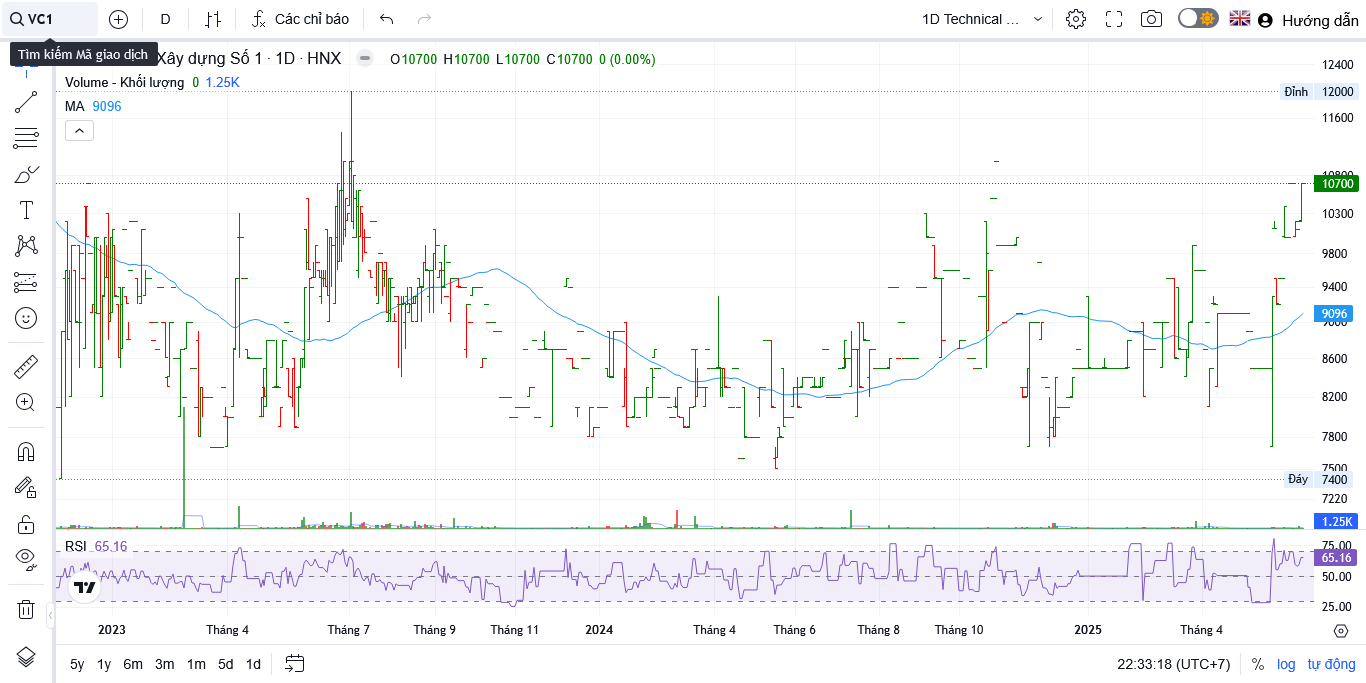 VC1
D
Các chỉ báo
1D Technical ...
Hướng dẫn
Tìm kiếm Mã giao dịch
Xây dựng Số 1 · 1D · HNX
O10700 H10700 L10700 C10700 0 (0.00%)
Volume - Khối lượng 0 1.25K
MA 9096
12400
Đỉnh 12000
11600
10800
10700
10300
9800
9400
9096
9000
8600
8200
7800
7500
Đáy 7400
7220
1.25K
RSI 65.16
75.00
65.16
50.00
25.00
2023 Tháng 4 Tháng 7 Tháng 9 Tháng 11 2024 Tháng 4 Tháng 6 Tháng 8 Tháng 10 2025 Tháng 4
5y 1y 6m 3m 1m 5d 1d
22:33:18 (UTC+7) % log tự động